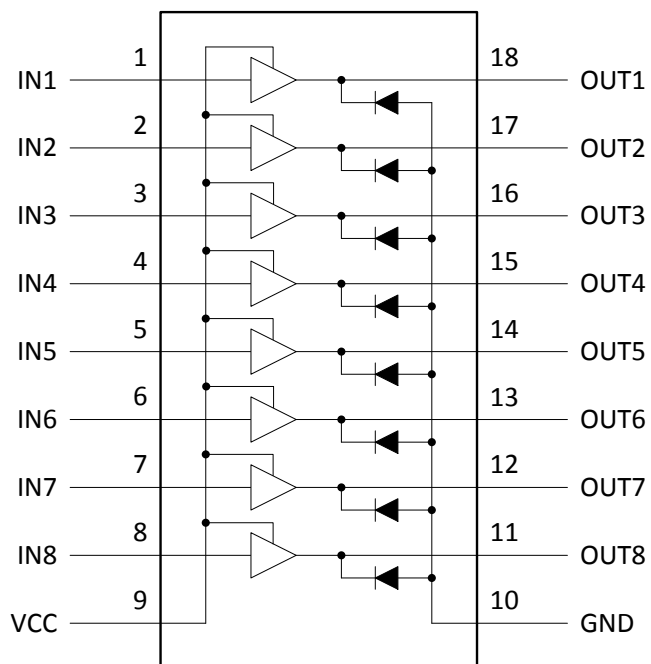 1 18
IN1 OUT1
2 17
IN2 OUT2
3 16
IN3 OUT3
4 15
IN4 OUT4
5 14
IN5 OUT5
6 13
IN6 OUT6
7 12
IN7 OUT7
8 11
IN8 OUT8
9 10
VCC GND